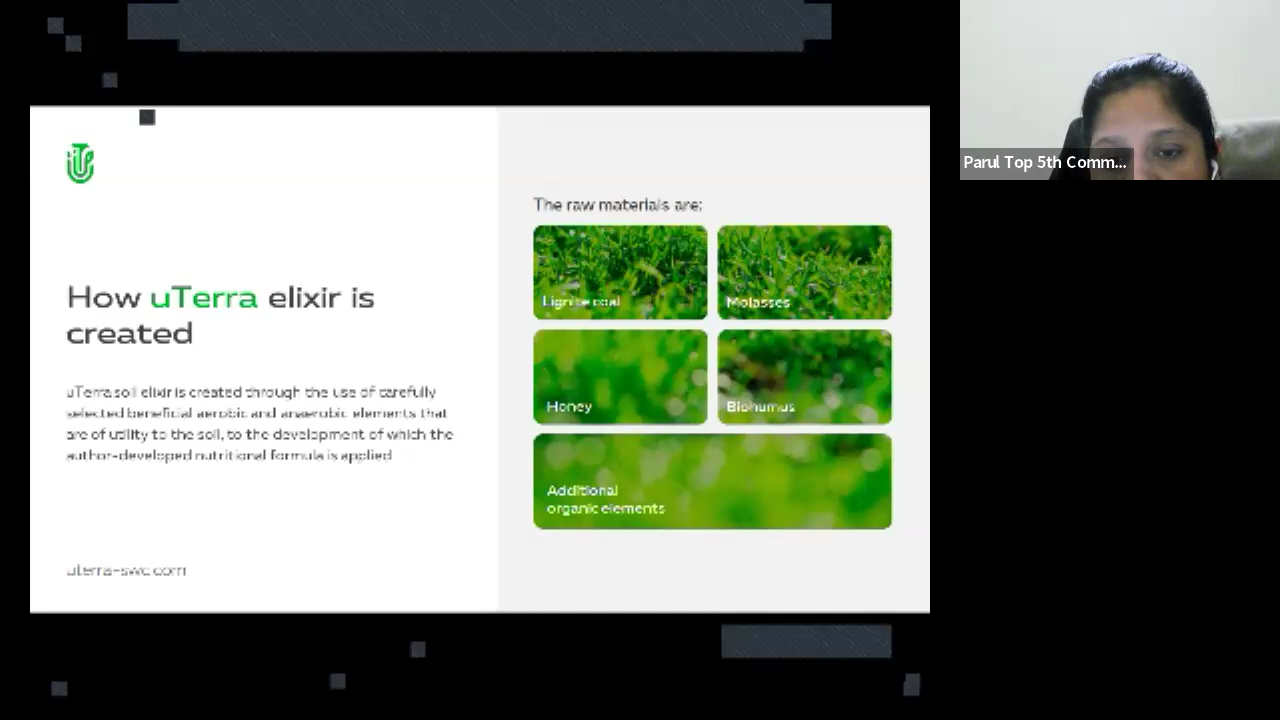 How uTerra elixir is
created
uTerra soil elixir is created through the use of carefully
selected beneficial aerobic and anaerobic elements that
are of utility to the soil, to the development of which the
author-developed nutritional formula is applied
uterra-swc.com
The raw materials are:
Lignite coal
Molasses
Honey
Biohumus
Additional
organic elements
Parul Top 5th Comm...